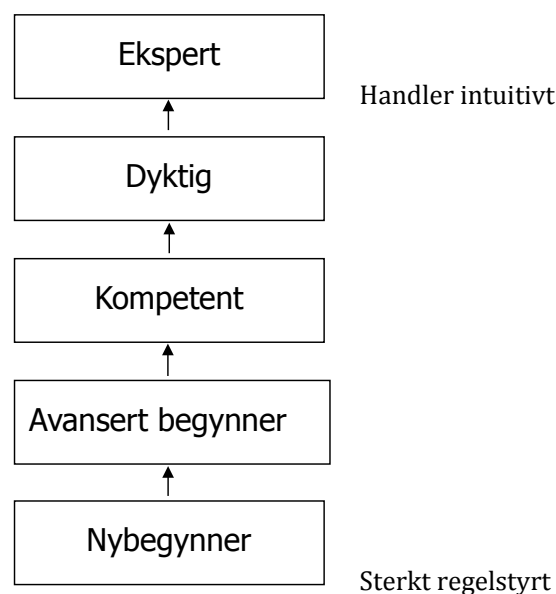 Ekspert
Handler intuitivt
Dyktig
Kompetent
Avansert begynner
Nybegynner
Sterkt regelstyrt